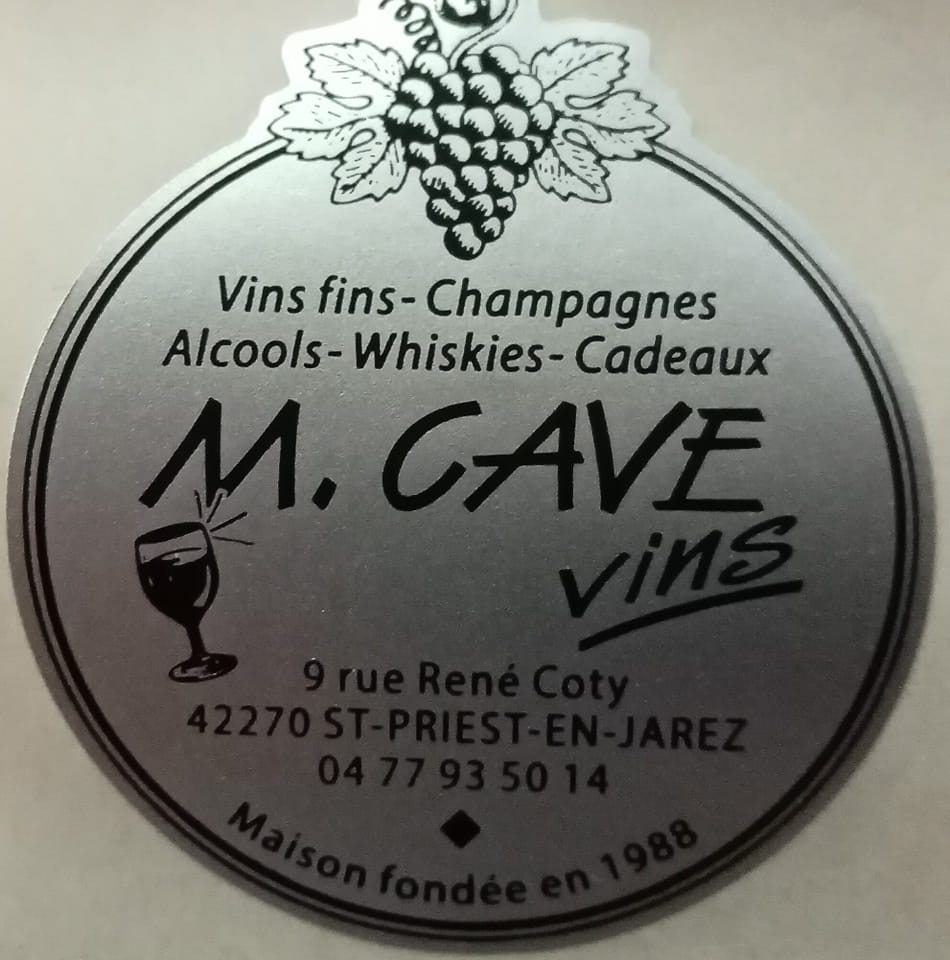 Vins fins - Champagnes
Alcools - Whiskies - Cadeaux
M. CAVE
vins
9 rue René Coty
42270 ST-PRIEST-EN-JAREZ
04 77 93 50 14
Maison fondée en 1988